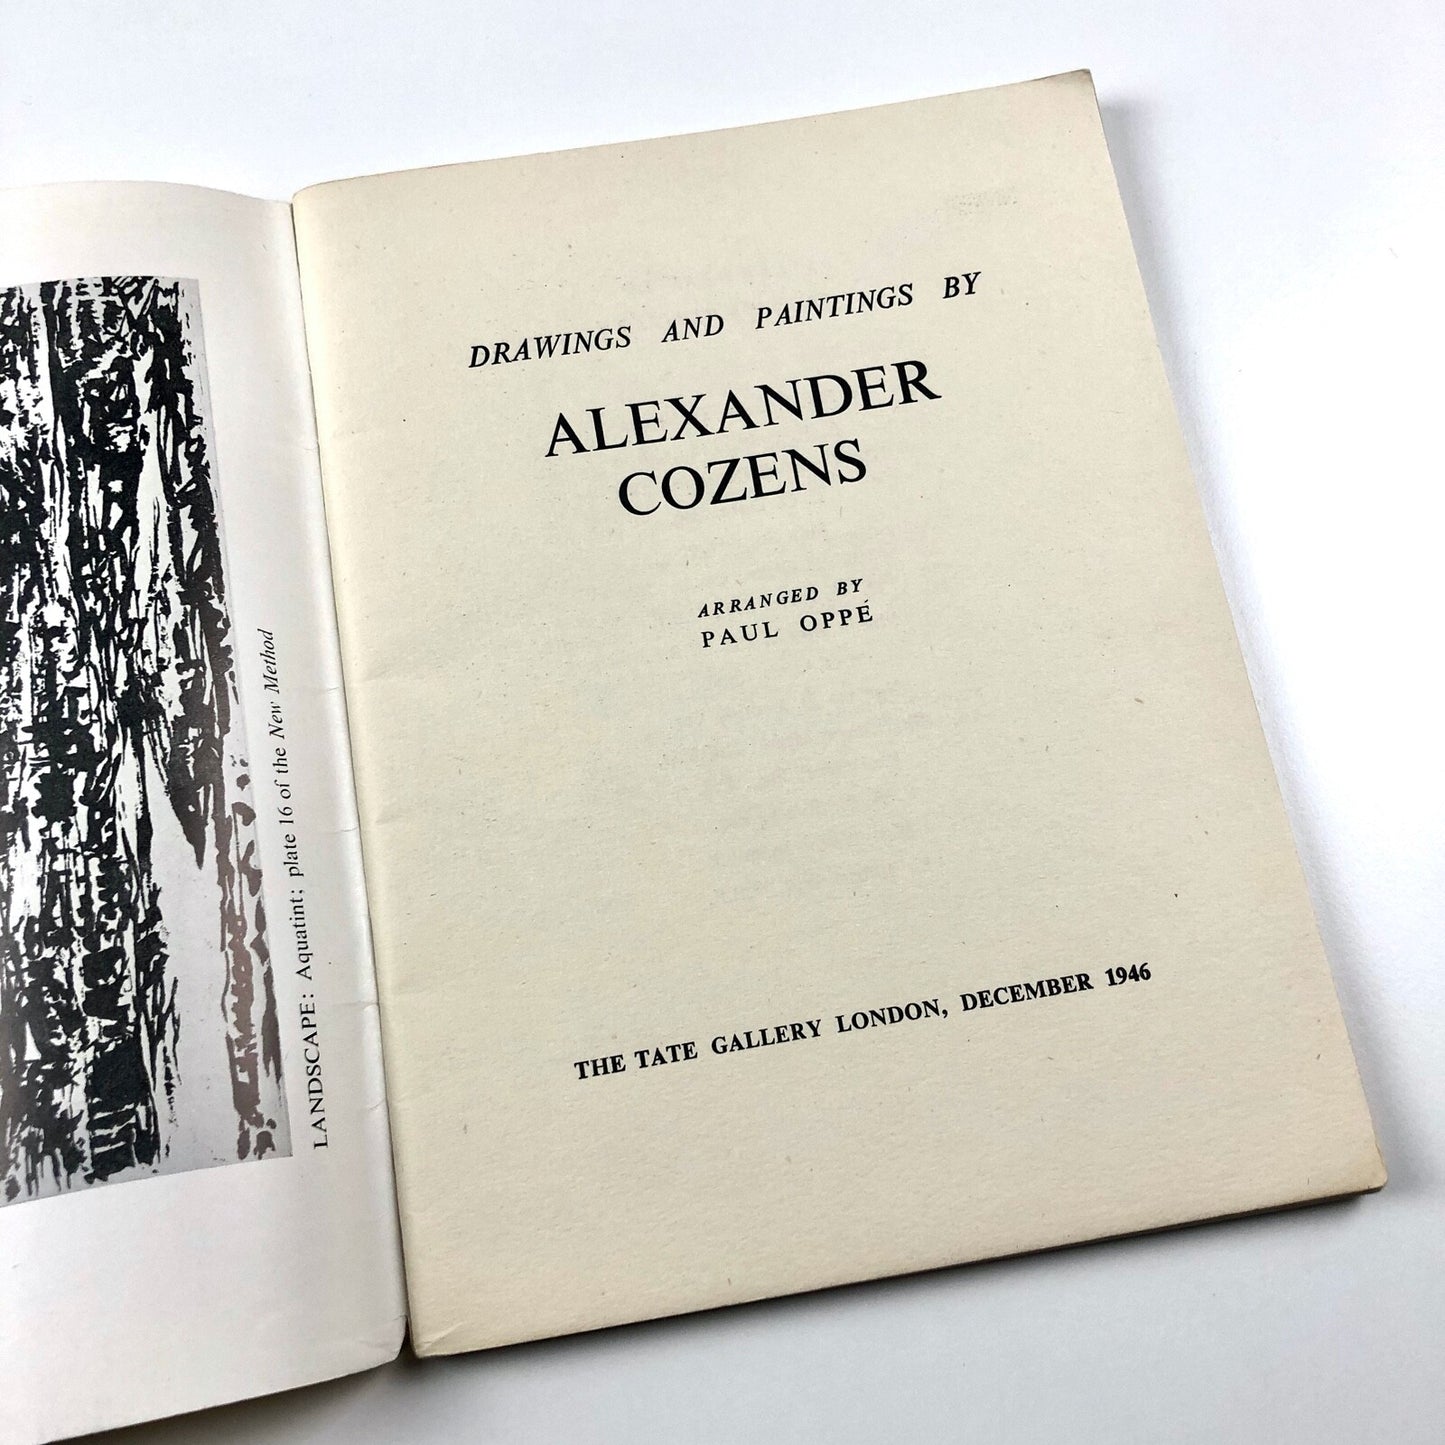 LANDSCAPE: Aquatint; plate 16 of the New Method
DRAWINGS AND PAINTINGS BY
ALEXANDER
COZENS
ARRANGED BY
PAUL OPPÉ
THE TATE GALLERY LONDON, DECEMBER 1946